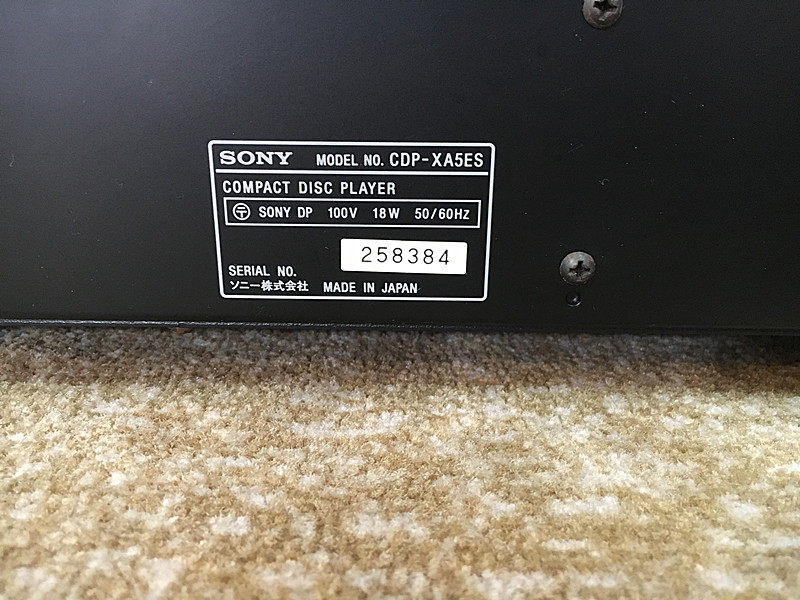 SONY MODEL NO. CDP-XA5ES
COMPACT DISC PLAYER
〒 SONY DP 100V 18W 50/60Hz
258384
SERIAL NO.
ソニー株式会社 MADE IN JAPAN